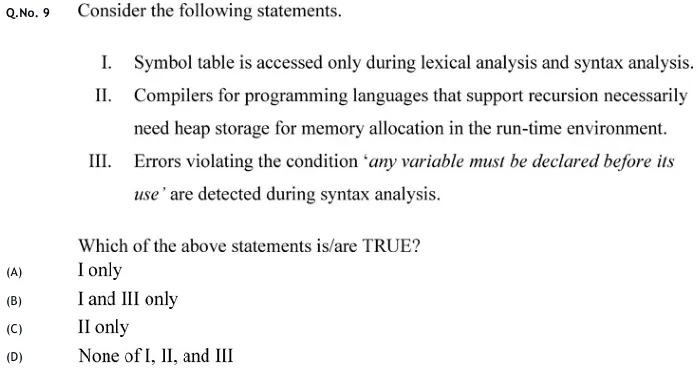 Q.No. 9 Consider the following statements.
I. Symbol table is accessed only during lexical analysis and syntax analysis.
II. Compilers for programming languages that support recursion necessarily
need heap storage for memory allocation in the run-time environment.
III. Errors violating the condition ‘any variable must be declared before its
use’ are detected during syntax analysis.
Which of the above statements is/are TRUE?
(A) I only
(B) I and III only
(C) II only
(D) None of I, II, and III